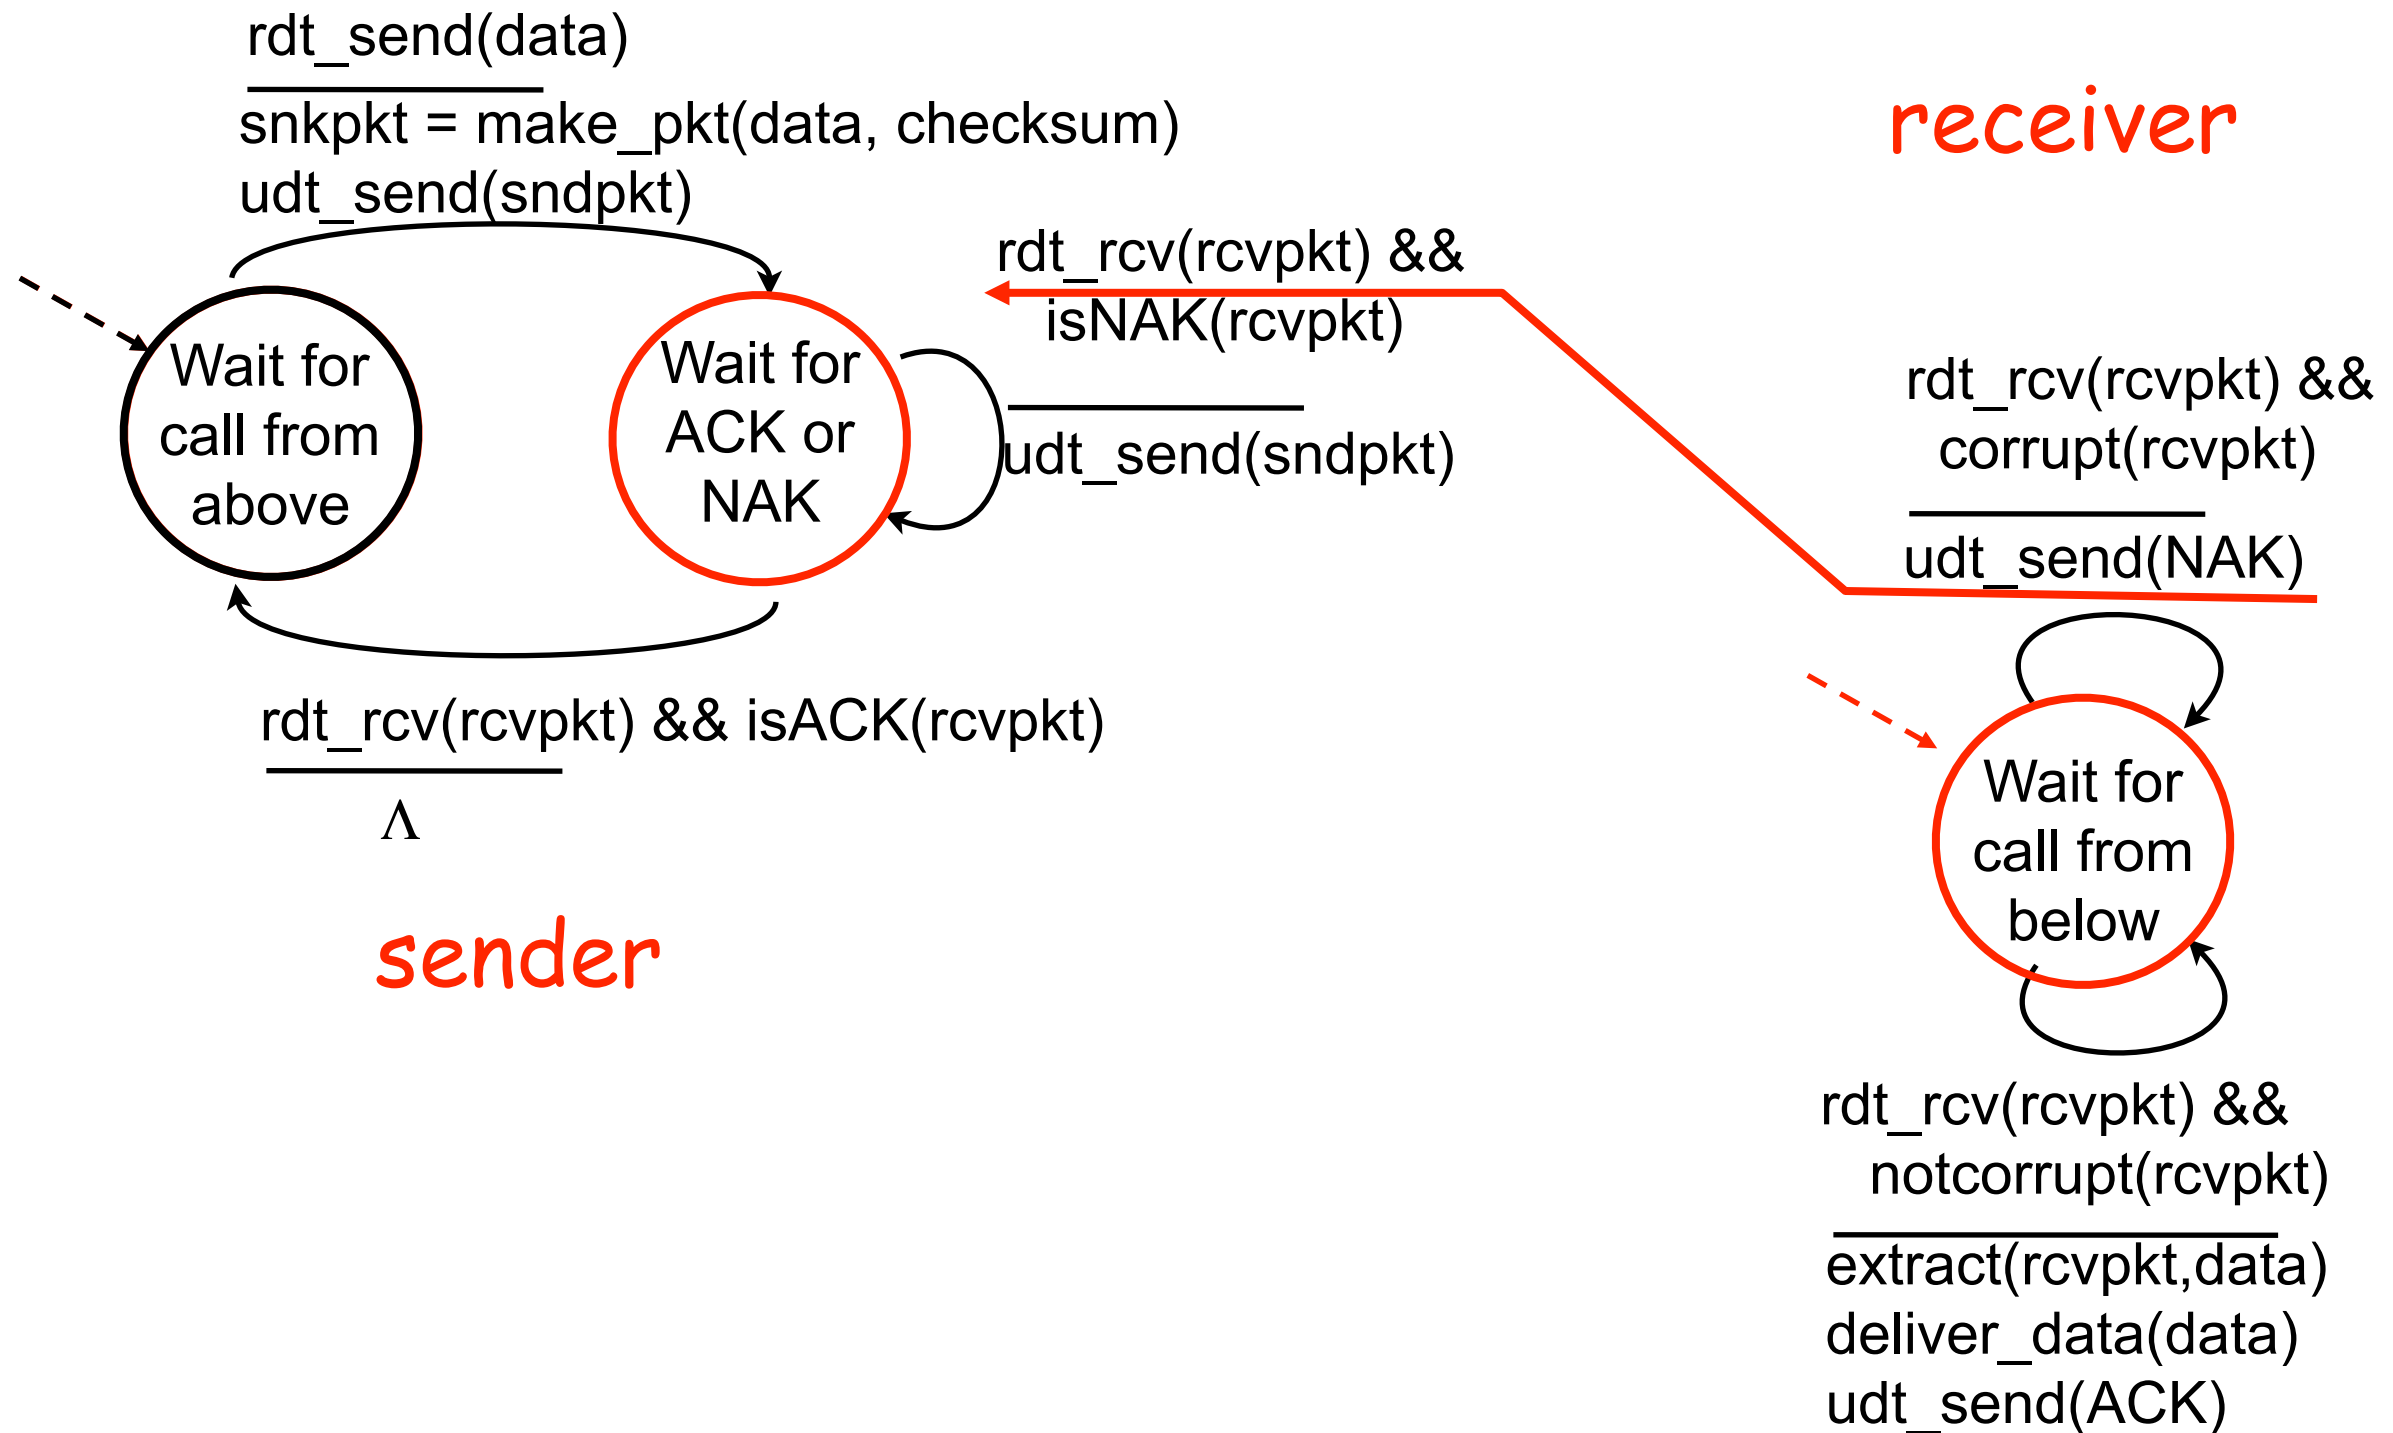 rdt_send(data)
snkpkt = make_pkt(data, checksum)
udt_send(sndpkt)
receiver
rdt_rcv(rcvpkt) &&
isNAK(rcvpkt)
udt_send(sndpkt)
Wait for
call from
above
Wait for
ACK or
NAK
rdt_rcv(rcvpkt) && isACK(rcvpkt)
Λ
sender
rdt_rcv(rcvpkt) &&
corrupt(rcvpkt)
udt_send(NAK)
Wait for
call from
below
rdt_rcv(rcvpkt) &&
notcorrupt(rcvpkt)
extract(rcvpkt,data)
deliver_data(data)
udt_send(ACK)